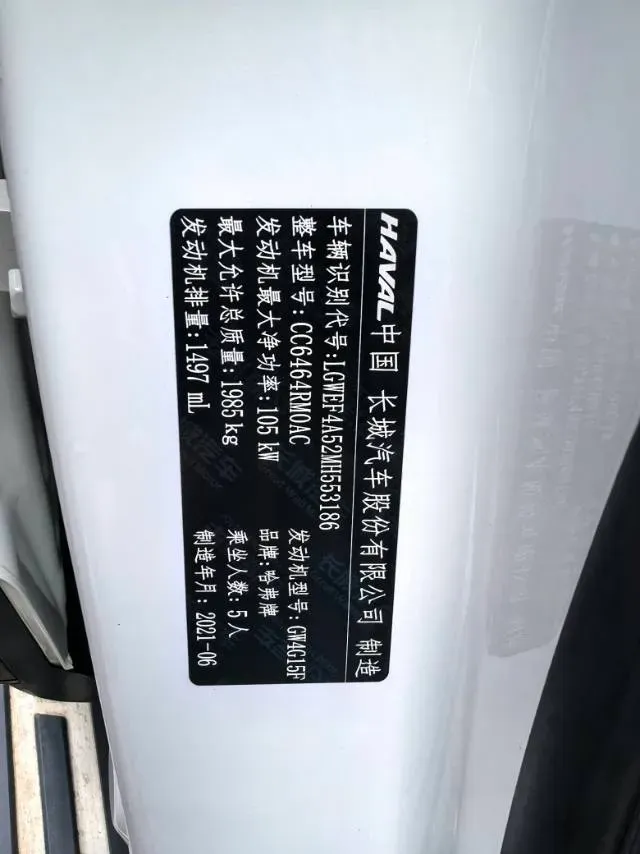 HAVAL 中国 长城汽车股份有限公司 制造
车辆识别代号:LGWEF4A52MH553186
整车型号:CC6464RM0AC 发动机型号:GW4G15F
发动机最大净功率:105 kW 品牌:哈弗牌
最大允许总质量:1985kg 乘坐人数:5人
发动机排量:1497 mL 制造年月:2021-06